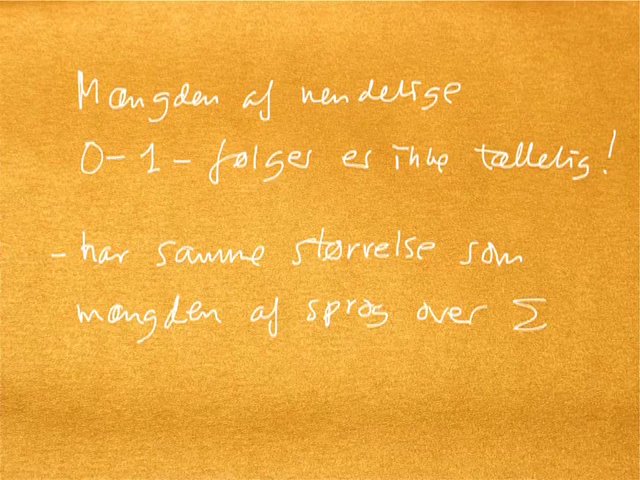 Mængden af uendelige
0-1-følger er ikke tællelig!
- har samme størrelse som
mængden af sprog over Σ